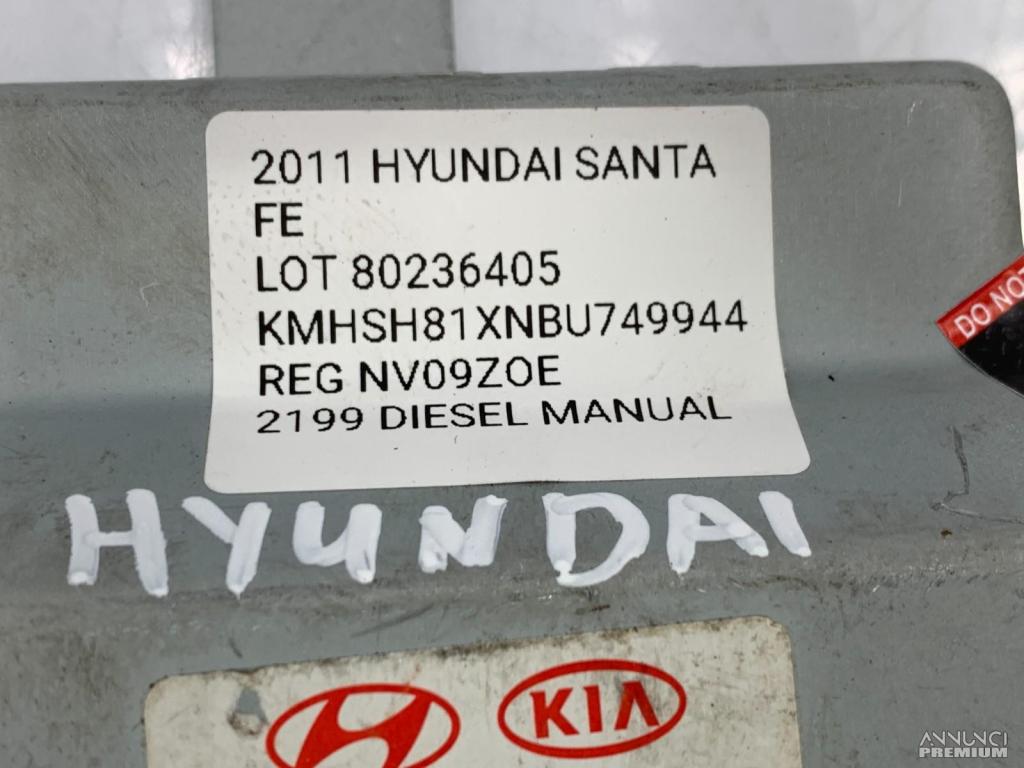 2011 HYUNDAI SANTA
FE
LOT 80236405
KMHSH81XNBU749944
REG NV09ZOE
2199 DIESEL MANUAL
DO NOT
HYUNDAI
KIA
ANNUNCI
PREMIUM